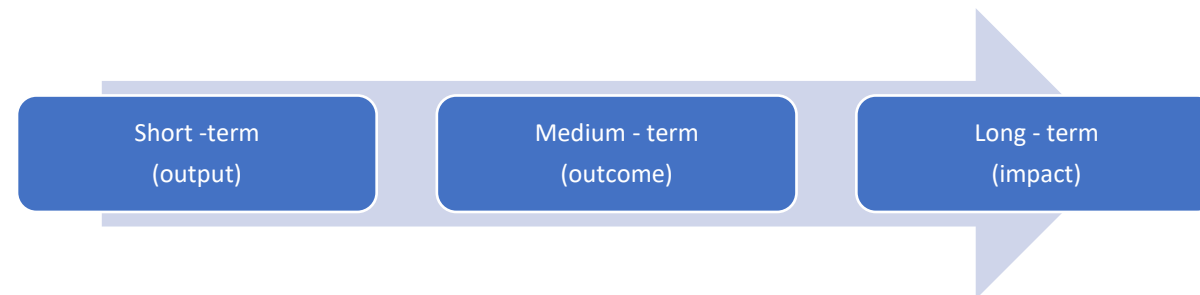 Short -term
(output)
Medium - term
(outcome)
Long - term
(impact)